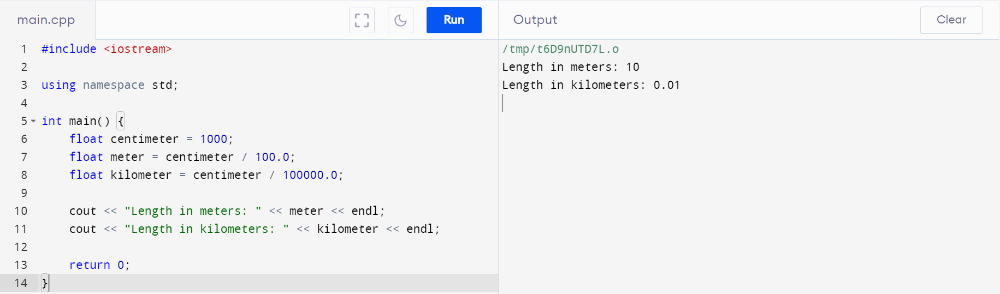 main.cpp
Run
1 #include <iostream>
2
3 using namespace std;
4
5 int main() {
6     float centimeter = 1000;
7     float meter = centimeter / 100.0;
8     float kilometer = centimeter / 100000.0;
9
10     cout << "Length in meters: " << meter << endl;
11     cout << "Length in kilometers: " << kilometer << endl;
12
13     return 0;
14 }
Output
Clear
/tmp/t6D9nUTD7L.o
Length in meters: 10
Length in kilometers: 0.01